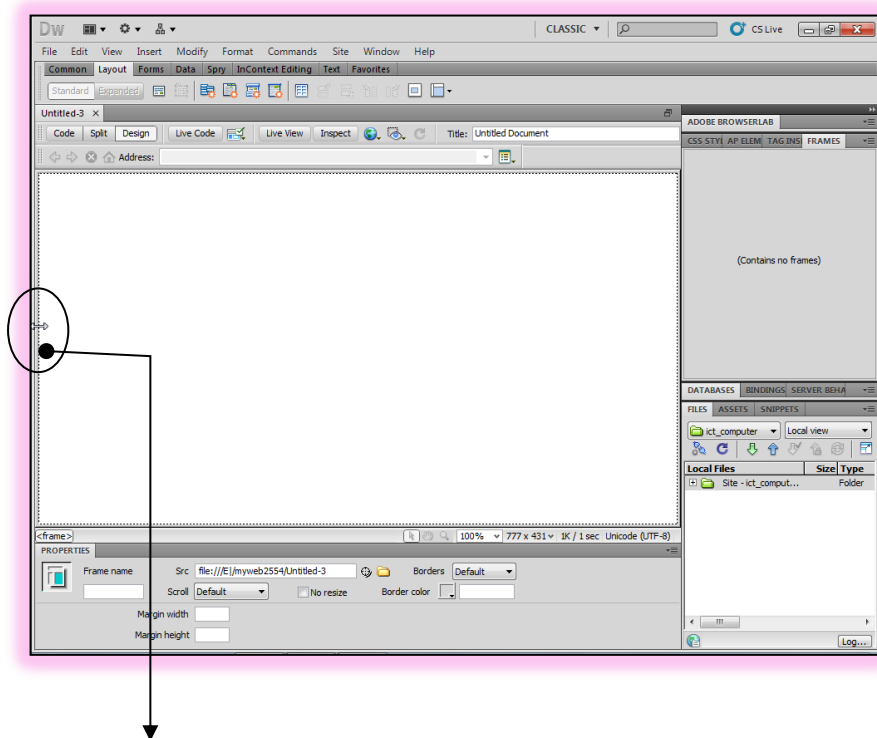 Dw CLASSIC CS Live
File Edit View Insert Modify Format Commands Site Window Help
Common Layout Forms Data Spry InContext Editing Text Favorites
Standard Expanded
Untitled-3
ADOBE BROWSERLAB
Code Split Design Live Code Live View Inspect Title: Untitled Document
CSS STYL AP ELEM TAG INS FRAMES
Address:
(Contains no frames)
DATABASES BINDINGS SERVER BEHA
FILES ASSETS SNIPPETS
ict_computer Local view
Local Files Size Type
Site - ict_comput... Folder
<frame> 100% 777 x 431 1K / 1 sec Unicode (UTF-8)
PROPERTIES
Frame name Src file:///E|/myweb2554/Untitled-3 Borders Default
Scroll Default No resize Border color
Margin width
Margin height
Log...